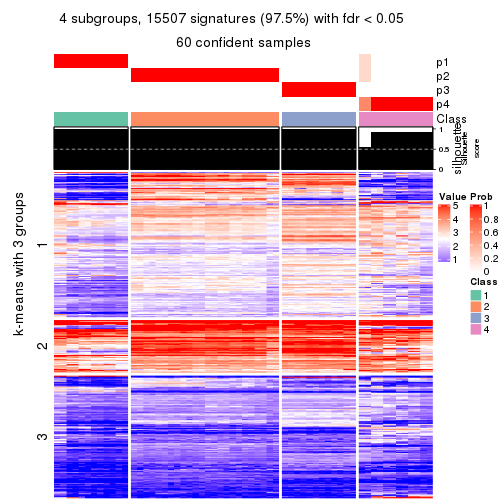 4 subgroups, 15507 signatures (97.5%) with fdr < 0.05
60 confident samples
p1
p2
p3
p4
Class
1
0.5
0
silhouette
Silhouette
score
k-means with 3 groups
1
2
3
Value
5
4
3
2
1
Prob
1
0.8
0.6
0.4
0.2
0
Class
1
2
3
4